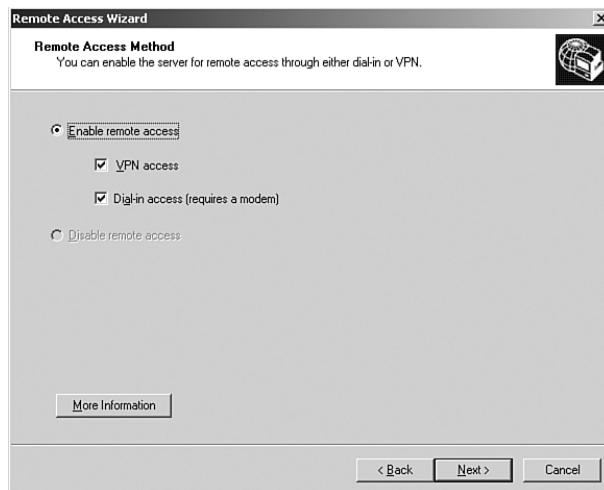 Remote Access Wizard
Remote Access Method
You can enable the server for remote access through either dial-in or VPN.
Enable remote access
VPN access
Dial-in access (requires a modem)
Disable remote access
More Information
< Back
Next >
Cancel